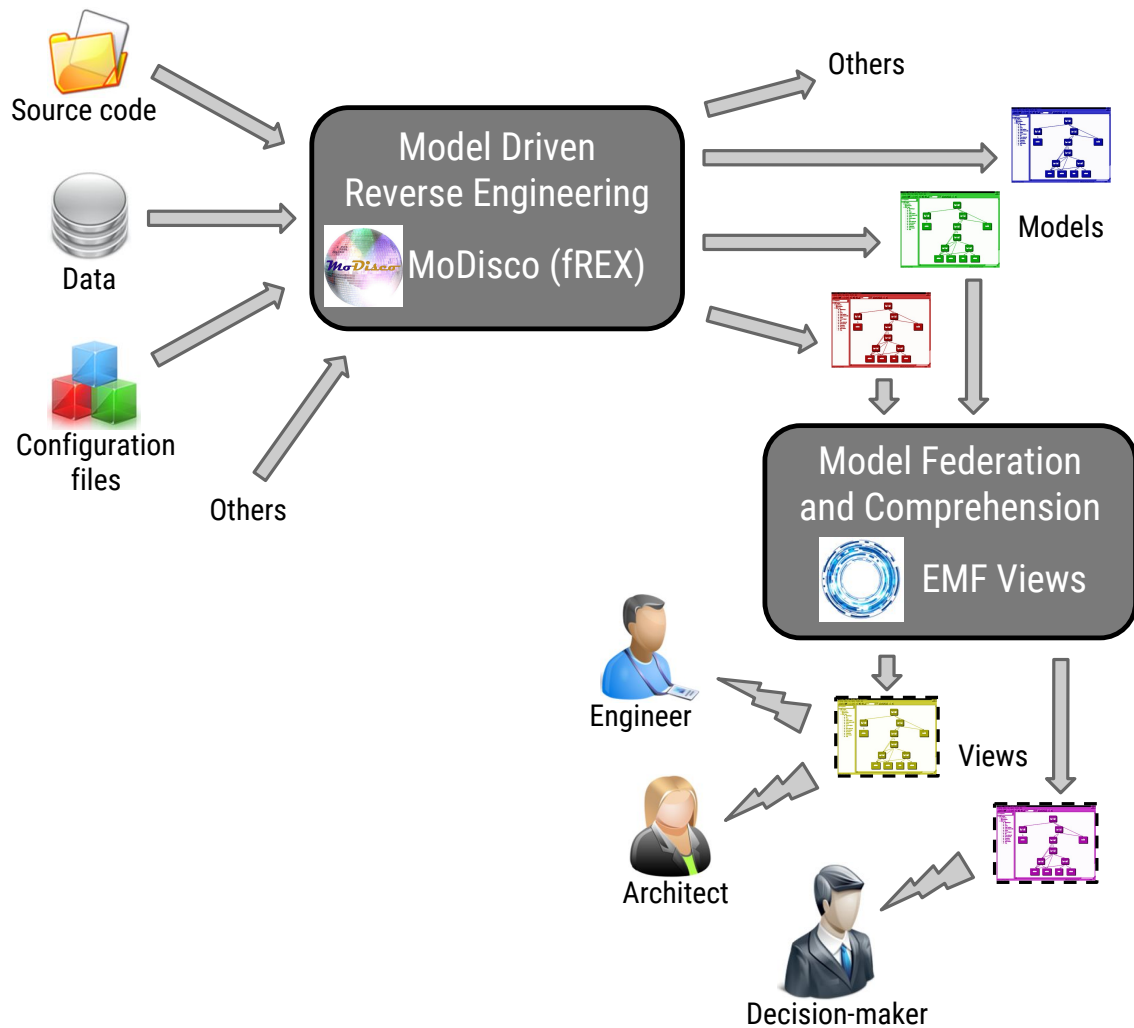 Source code
Others
Model Driven
Reverse Engineering
MoDisco
MoDisco (fREX)
Models
Data
Configuration
files
Others
Model Federation
and Comprehension
EMF Views
Engineer
Views
Architect
Decision-maker